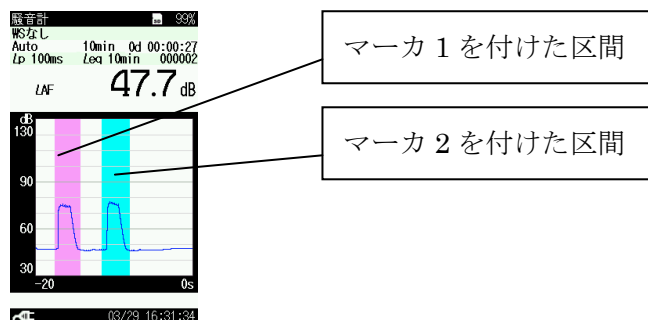 騒音計 99%
WSなし
Auto 10min 0d 00:00:27
Lp 100ms Leq 10min 000002
LAF 47.7 dB
dB
130
90
60
30
-20 0s
03/29 16:31:34
マーカ 1 を付けた区間
マーカ 2 を付けた区間